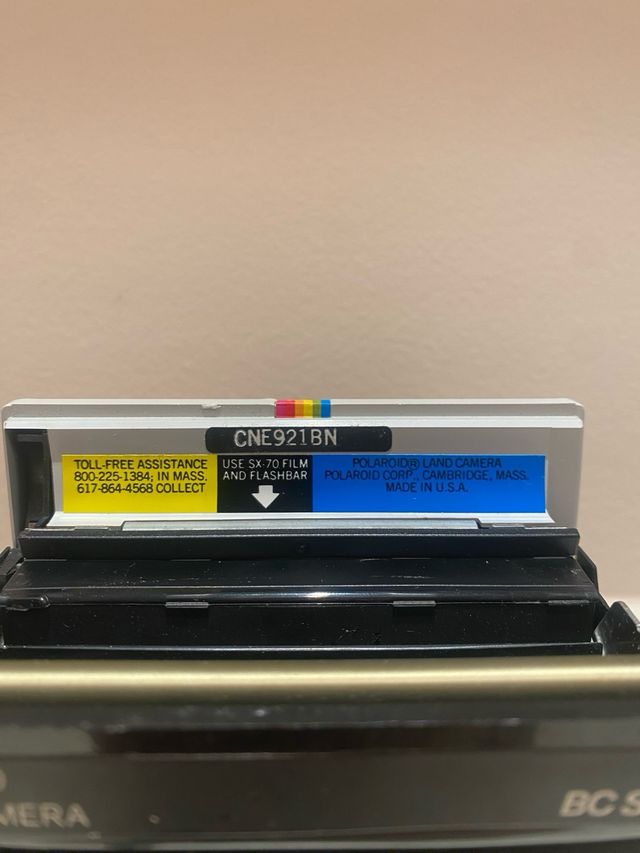 CNE921BN
TOLL-FREE ASSISTANCE
800-225-1384; IN MASS.
617-864-4568 COLLECT
USE SX-70 FILM
AND FLASHBAR
POLAROID® LAND CAMERA
POLAROID CORP., CAMBRIDGE, MASS.
MADE IN U.S.A.
BC